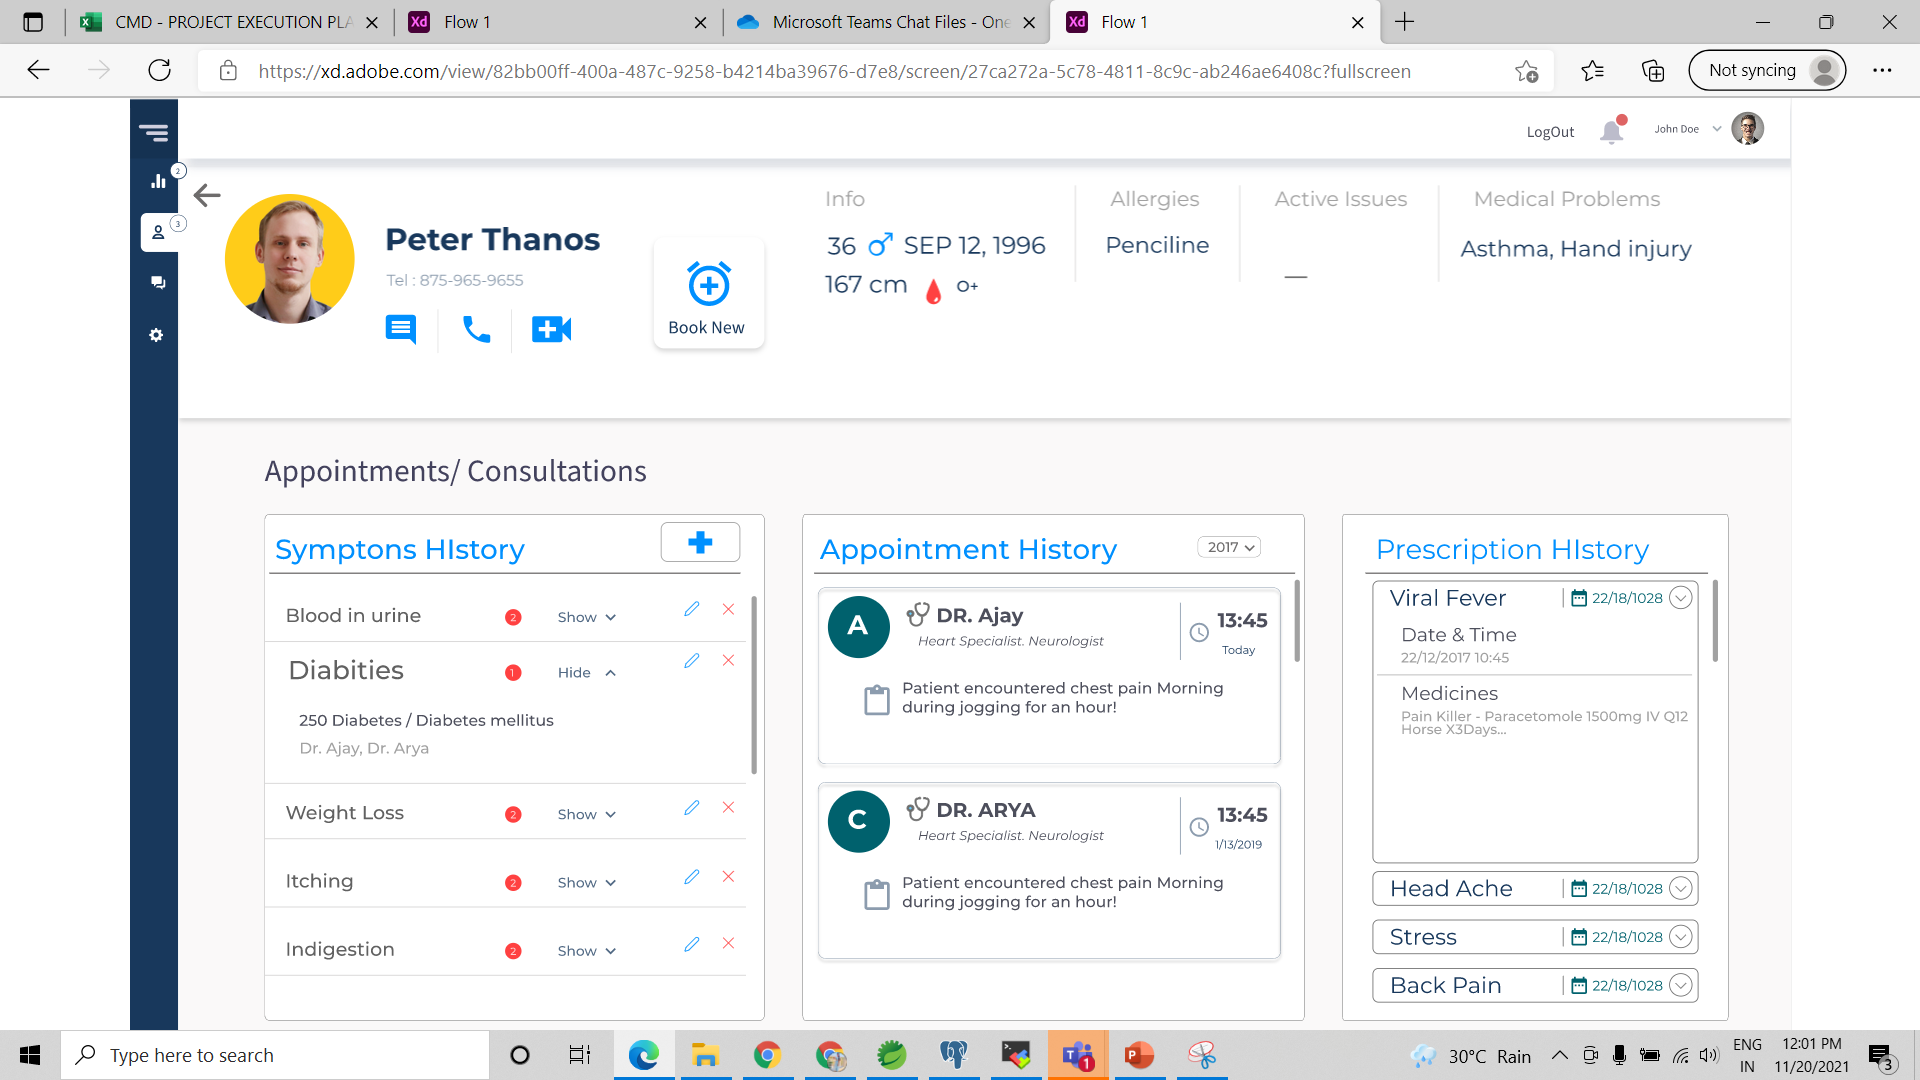 CMD - PROJECT EXECUTION PLA
Flow 1
Microsoft Teams Chat Files - One
Flow 1
https://xd.adobe.com/view/82bb00ff-400a-487c-9258-b4214ba39676-d7e8/screen/27ca272a-5c78-4811-8c9c-ab246ae6408c?fullscreen
Not syncing
LogOut
John Doe
2
3
Peter Thanos
Tel : 875-965-9655
Book New
Info
36 SEP 12, 1996
167 cm O+
Allergies
Penciline
Active Issues
—
Medical Problems
Asthma, Hand injury
Appointments/ Consultations
Symptons HIstory
Blood in urine 2 Show
Diabities 1 Hide
250 Diabetes / Diabetes mellitus
Dr. Ajay, Dr. Arya
Weight Loss 2 Show
Itching 2 Show
Indigestion 2 Show
Appointment History 2017
A DR. Ajay 13:45
Heart Specialist. Neurologist Today
Patient encountered chest pain Morning
during jogging for an hour!
C DR. ARYA 13:45
Heart Specialist. Neurologist 1/13/2019
Patient encountered chest pain Morning
during jogging for an hour!
Prescription HIstory
Viral Fever 22/18/1028
Date & Time
22/12/2017 10:45
Medicines
Pain Killer - Paracetomole 1500mg IV Q12
Horse X3Days...
Head Ache 22/18/1028
Stress 22/18/1028
Back Pain 22/18/1028
Type here to search
1
30°C Rain
ENG
IN
12:01 PM
11/20/2021
3